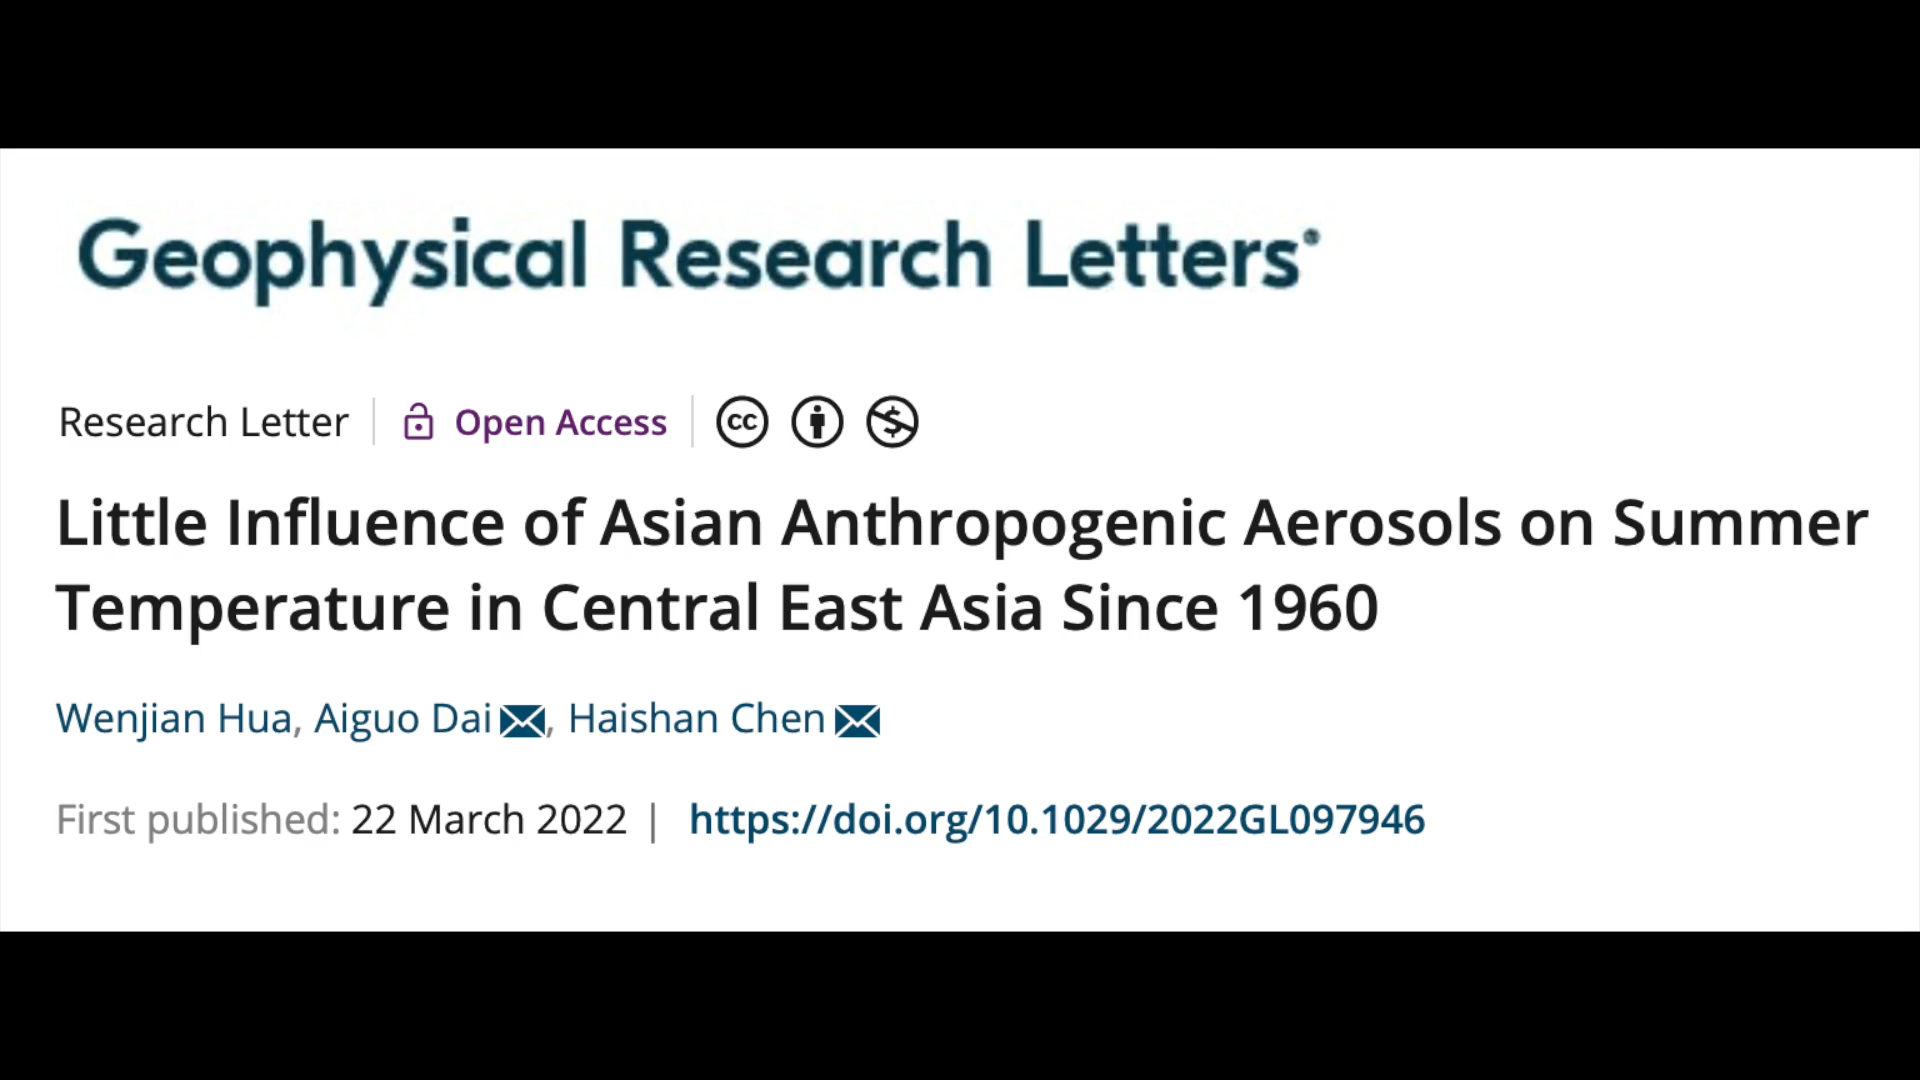 Geophysical Research Letters®
Research Letter | Open Access | cc
Little Influence of Asian Anthropogenic Aerosols on Summer
Temperature in Central East Asia Since 1960
Wenjian Hua, Aiguo Dai, Haishan Chen
First published: 22 March 2022 | https://doi.org/10.1029/2022GL097946